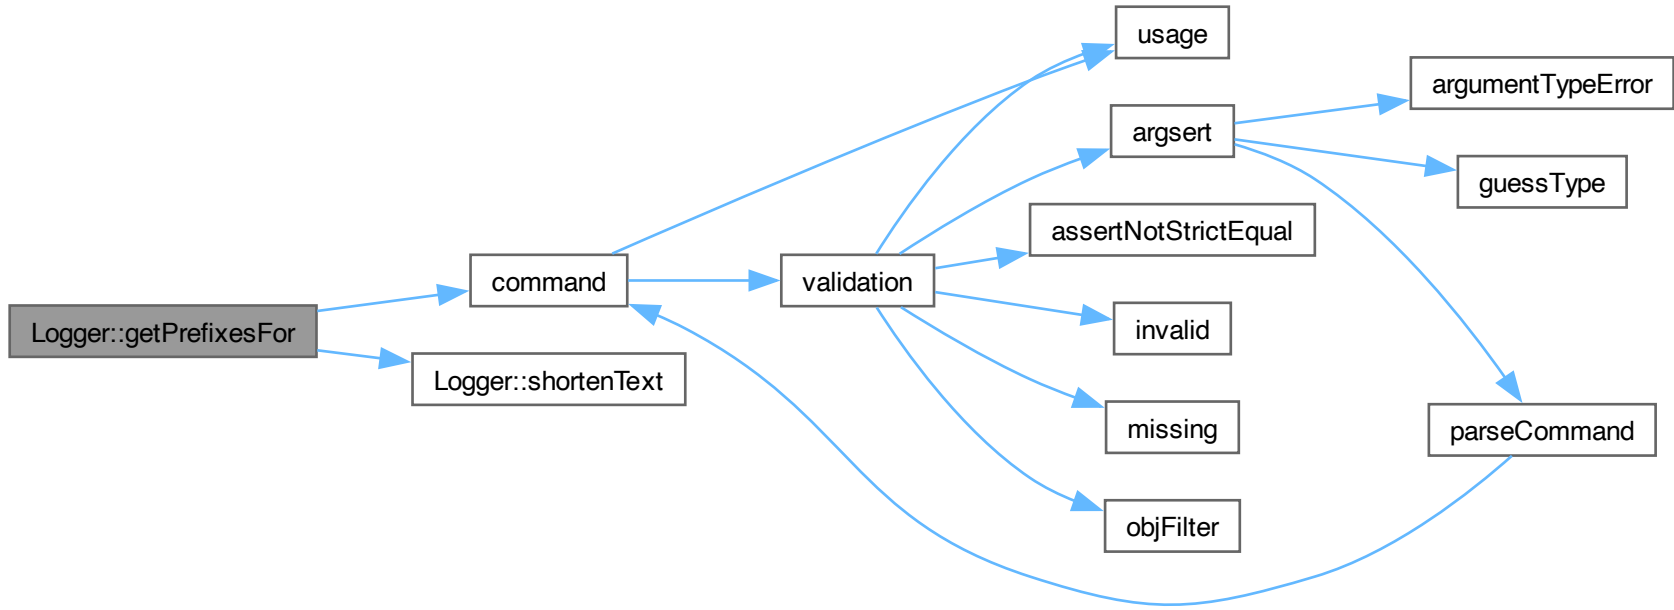 usage
argumentTypeError
argsert
guessType
assertNotStrictEqual
command
validation
Logger::getPrefixesFor
invalid
Logger::shortenText
missing
parseCommand
objFilter